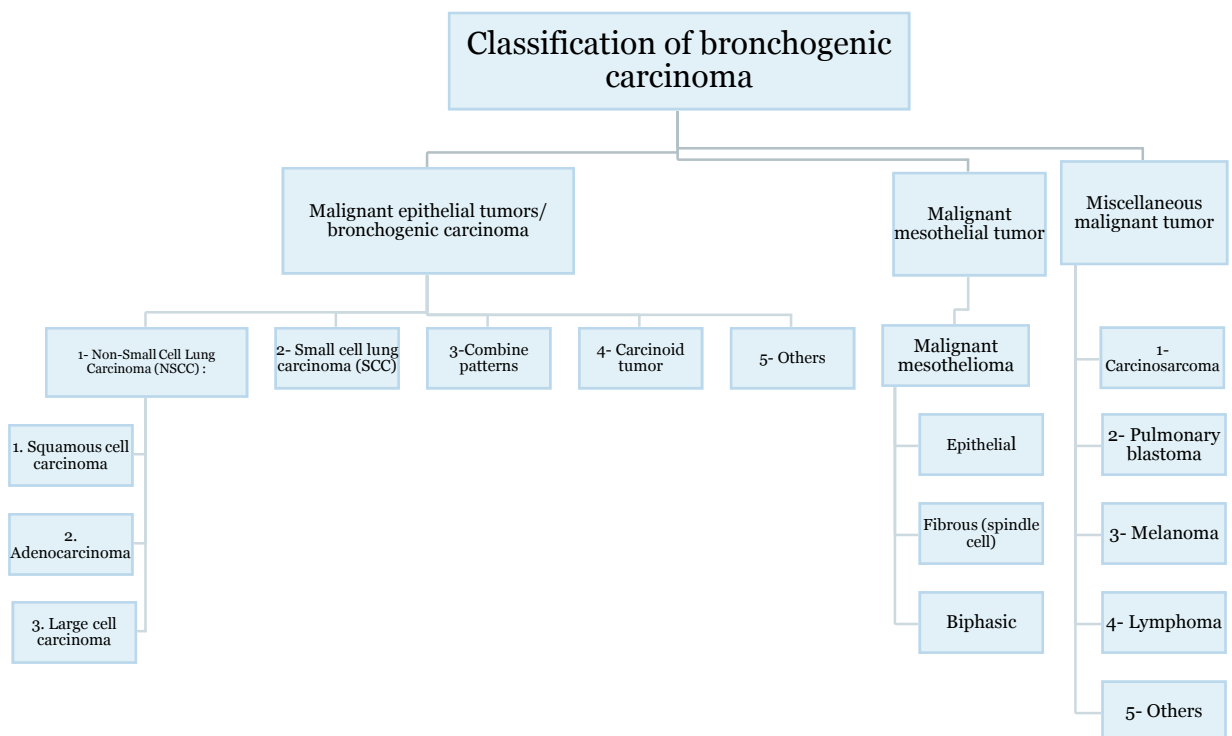 Classification of bronchogenic
carcinoma
Malignant epithelial tumors/
bronchogenic carcinoma
Malignant
mesothelial tumor
Miscellaneous
malignant tumor
1- Non-Small Cell Lung
Carcinoma (NSCC) :
2- Small cell lung
carcinoma (SCC)
3-Combine
patterns
4- Carcinoid
tumor
5- Others
1. Squamous cell
carcinoma
2.
Adenocarcinoma
3. Large cell
carcinoma
Malignant
mesothelioma
Epithelial
Fibrous (spindle
cell)
Biphasic
1-
Carcinosarcoma
2- Pulmonary
blastoma
3- Melanoma
4- Lymphoma
5- Others